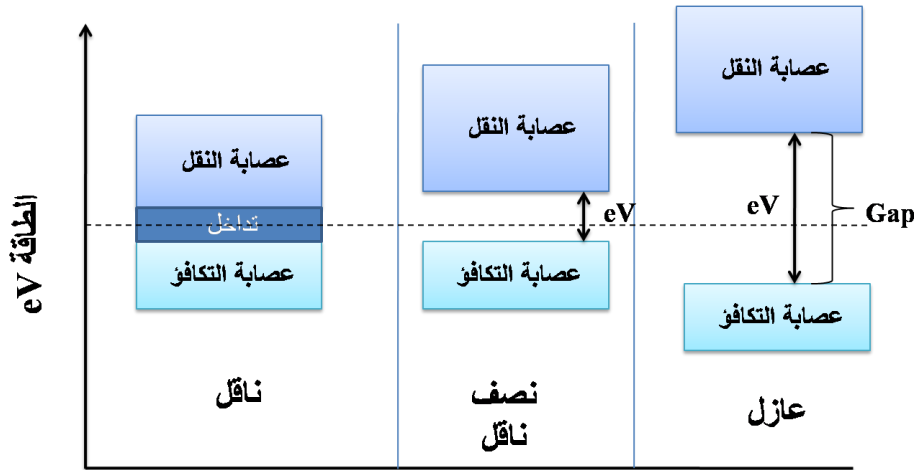 عصابة النقل
عصابة النقل
عصابة النقل
تداخل
eV
eV
Gap
عصابة التكافؤ
عصابة التكافؤ
عصابة التكافؤ
الطاقة eV
ناقل
نصف
ناقل
عازل